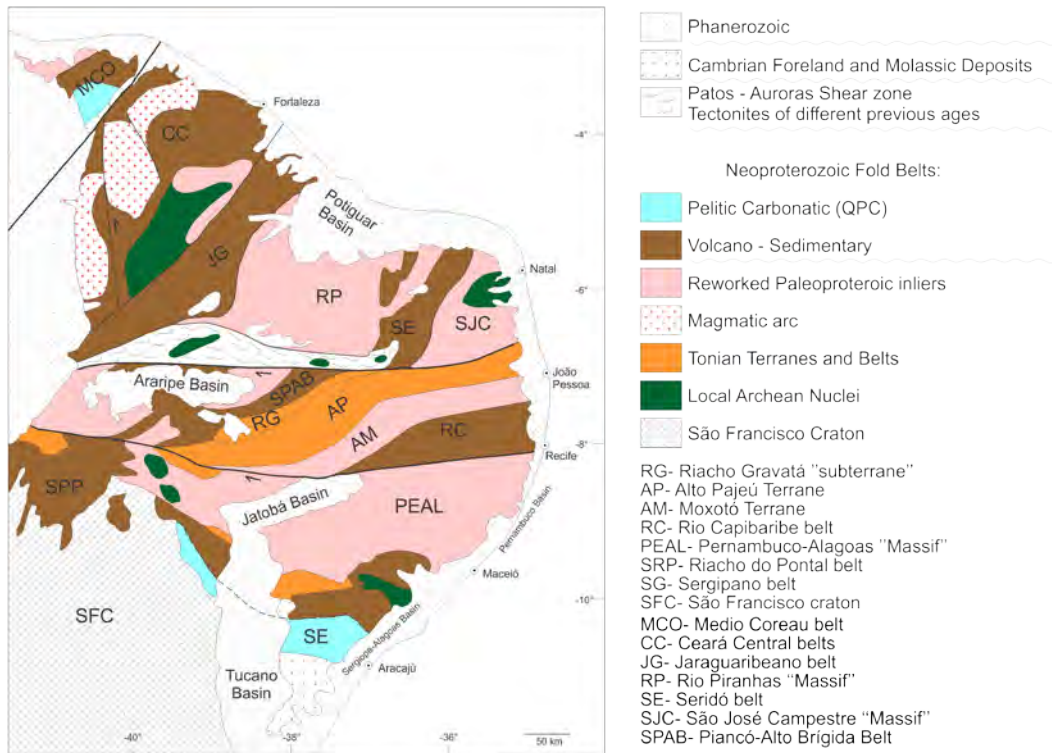 MCO
Fortaleza
CC
-4°
Potiguar
Basin
JG
Natal
RP
-6°
SE
SJC
Araripe Basin
SPAB
João
Pessoa
RG
AP
AM
RC
-8°
Recife
SPP
Jatobá Basin
PEAL
Pernambuco Basin
Maceió
-10°
SFC
SE
Sergiopa-Alagoas Basin
Aracajú
Tucano
Basin
-40°
-38°
-36°
50 km
Phanerozoic
Cambrian Foreland and Molassic Deposits
Patos - Auroras Shear zone
Tectonites of different previous ages
Neoproterozoic Fold Belts:
Pelitic Carbonatic (QPC)
Volcano - Sedimentary
Reworked Paleoproteroic inliers
Magmatic arc
Tonian Terranes and Belts
Local Archean Nuclei
São Francisco Craton
RG- Riacho Gravatá "subterrane"
AP- Alto Pajeú Terrane
AM- Moxotó Terrane
RC- Rio Capibaribe belt
PEAL- Pernambuco-Alagoas "Massif"
SRP- Riacho do Pontal belt
SG- Sergipano belt
SFC- São Francisco craton
MCO- Medio Coreau belt
CC- Ceará Central belts
JG- Jaraguaribeano belt
RP- Rio Piranhas "Massif"
SE- Seridó belt
SJC- São José Campestre "Massif"
SPAB- Piancó-Alto Brígida Belt